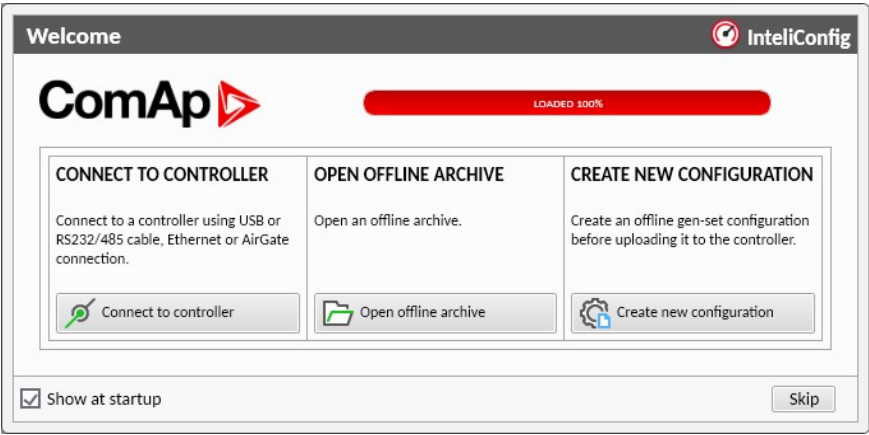 Welcome
InteliConfig
ComAp
LOADED 100%
CONNECT TO CONTROLLER
Connect to a controller using USB or
RS232/485 cable, Ethernet or AirGate
connection.
Connect to controller
OPEN OFFLINE ARCHIVE
Open an offline archive.
Open offline archive
CREATE NEW CONFIGURATION
Create an offline gen-set configuration
before uploading it to the controller.
Create new configuration
Show at startup
Skip